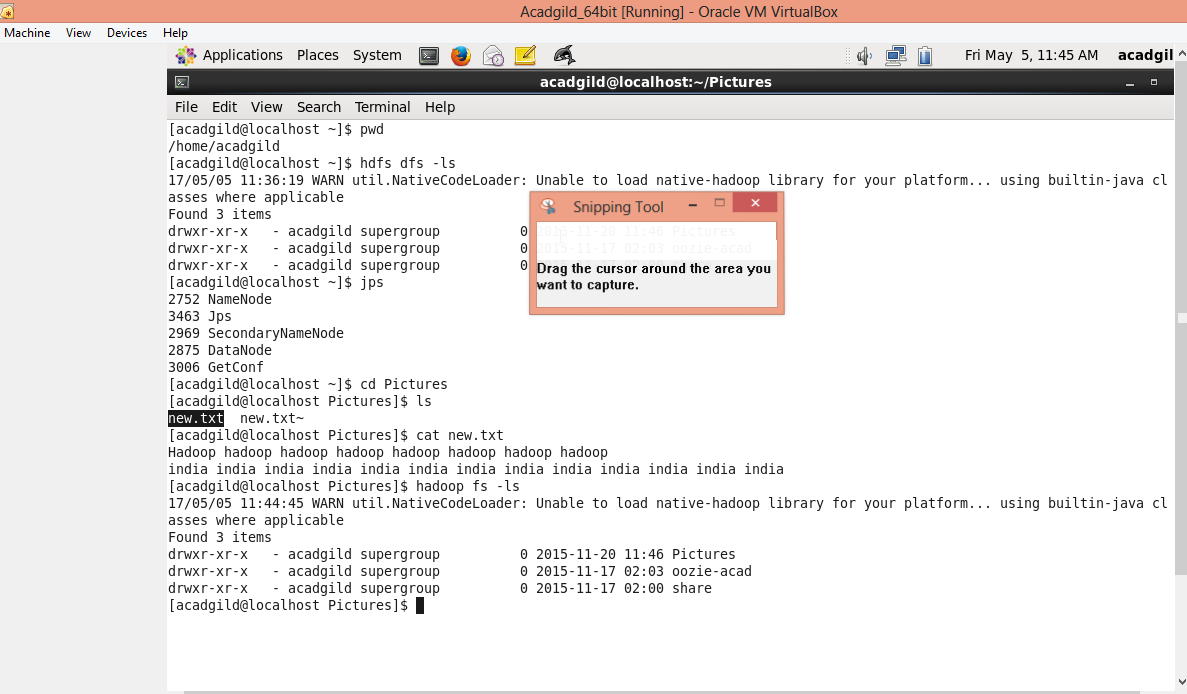 Acadgild_64bit [Running] - Oracle VM VirtualBox
Machine View Devices Help
Applications Places System Fri May 5, 11:45 AM acadgil
acadgild@localhost:~/Pictures
File Edit View Search Terminal Help
[acadgild@localhost ~]$ pwd
/home/acadgild
[acadgild@localhost ~]$ hdfs dfs -ls
17/05/05 11:36:19 WARN util.NativeCodeLoader: Unable to load native-hadoop library for your platform... using builtin-java cl
asses where applicable
Found 3 items
drwxr-xr-x - acadgild supergroup 0 2015-11-20 11:46 Pictures
drwxr-xr-x - acadgild supergroup 0 2015-11-17 02:03 oozie-acad
drwxr-xr-x - acadgild supergroup 0
Snipping Tool
Drag the cursor around the area you
want to capture.
[acadgild@localhost ~]$ jps
2752 NameNode
3463 Jps
2969 SecondaryNameNode
2875 DataNode
3006 GetConf
[acadgild@localhost ~]$ cd Pictures
[acadgild@localhost Pictures]$ ls
new.txt new.txt~
[acadgild@localhost Pictures]$ cat new.txt
Hadoop hadoop hadoop hadoop hadoop hadoop hadoop hadoop
india india india india india india india india india india india india india
[acadgild@localhost Pictures]$ hadoop fs -ls
17/05/05 11:44:45 WARN util.NativeCodeLoader: Unable to load native-hadoop library for your platform... using builtin-java cl
asses where applicable
Found 3 items
drwxr-xr-x - acadgild supergroup 0 2015-11-20 11:46 Pictures
drwxr-xr-x - acadgild supergroup 0 2015-11-17 02:03 oozie-acad
drwxr-xr-x - acadgild supergroup 0 2015-11-17 02:00 share
[acadgild@localhost Pictures]$